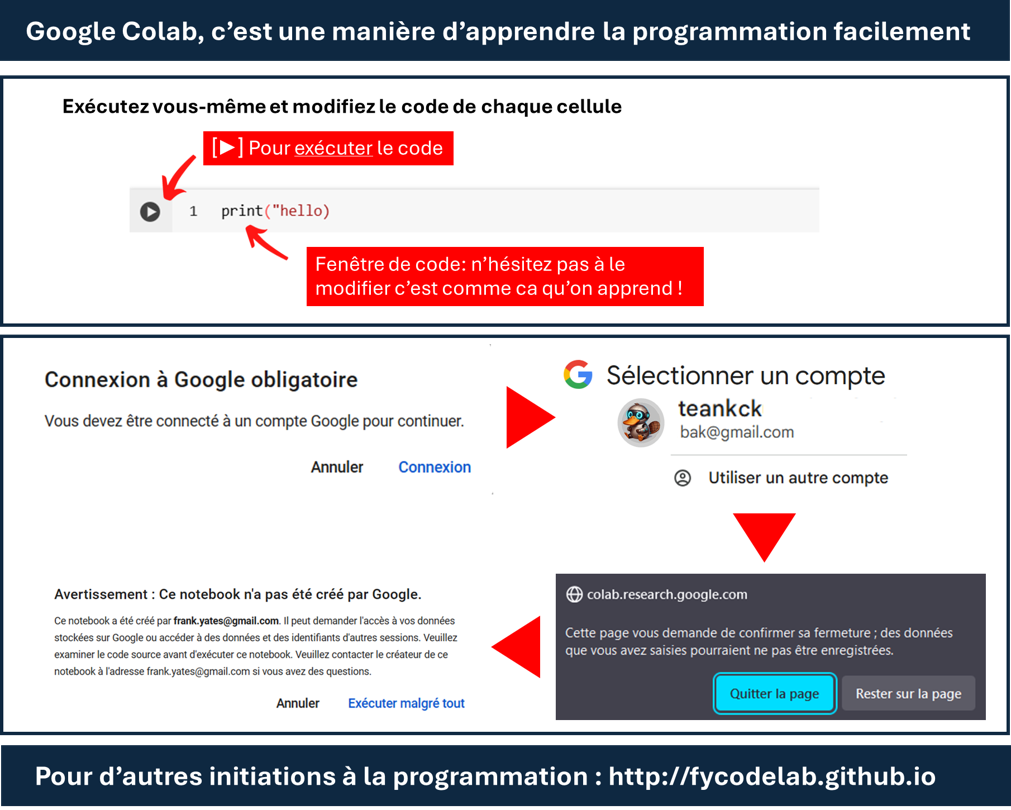 Google Colab, c’est une manière d’apprendre la programmation facilement
Exécutez vous-même et modifiez le code de chaque cellule
[▶] Pour exécuter le code
1 print("hello)
Fenêtre de code: n’hésitez pas à le
modifier c’est comme ca qu’on apprend !
Connexion à Google obligatoire
Vous devez être connecté à un compte Google pour continuer.
Annuler Connexion
Sélectionner un compte
teankck
bak@gmail.com
Utiliser un autre compte
colab.research.google.com
Cette page vous demande de confirmer sa fermeture ; des données
que vous avez saisies pourraient ne pas être enregistrées.
Quitter la page Rester sur la page
Avertissement : Ce notebook n'a pas été créé par Google.
Ce notebook a été créé par frank.yates@gmail.com. Il peut demander l'accès à vos données
stockées sur Google ou accéder à des données et des identifiants d'autres sessions. Veuillez
examiner le code source avant d'exécuter ce notebook. Veuillez contacter le créateur de ce
notebook à l'adresse frank.yates@gmail.com si vous avez des questions.
Annuler Exécuter malgré tout
Pour d’autres initiations à la programmation : http://fycodelab.github.io